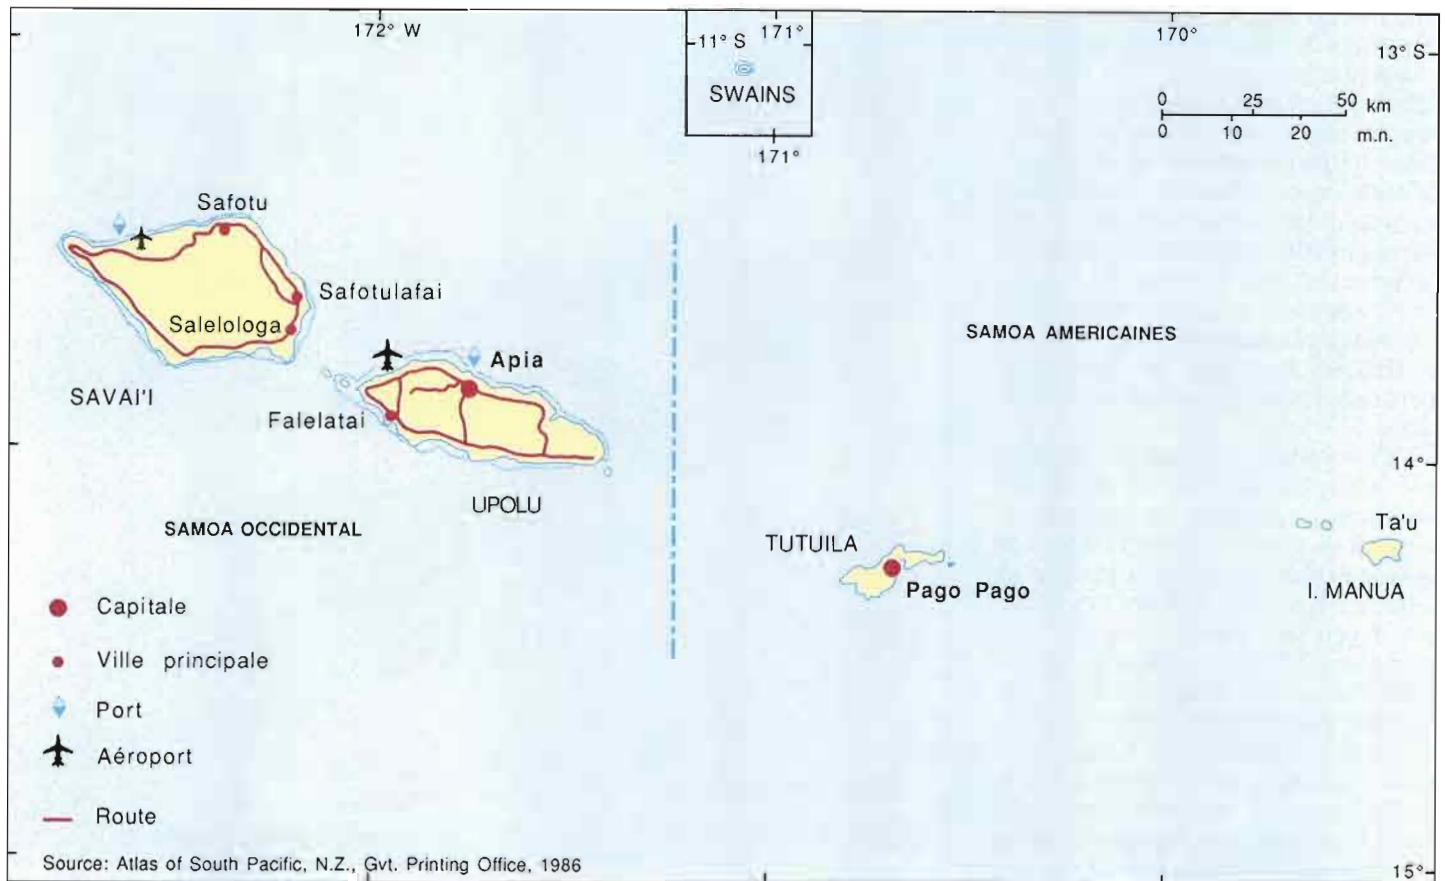 172° W
171°
170°
11° S
13° S
SWAINS
171°
0 25 50 km
0 10 20 m.n.
Safotu
Safotulafai
Salelologa
SAMOA AMERICAINES
Apia
SAVAI'I
Falelatai
14°
UPOLU
SAMOA OCCIDENTAL
Ta'u
TUTUILA
Pago Pago
I. MANUA
Capitale
Ville principale
Port
Aéroport
Route
Source: Atlas of South Pacific, N.Z., Gvt. Printing Office, 1986
15°